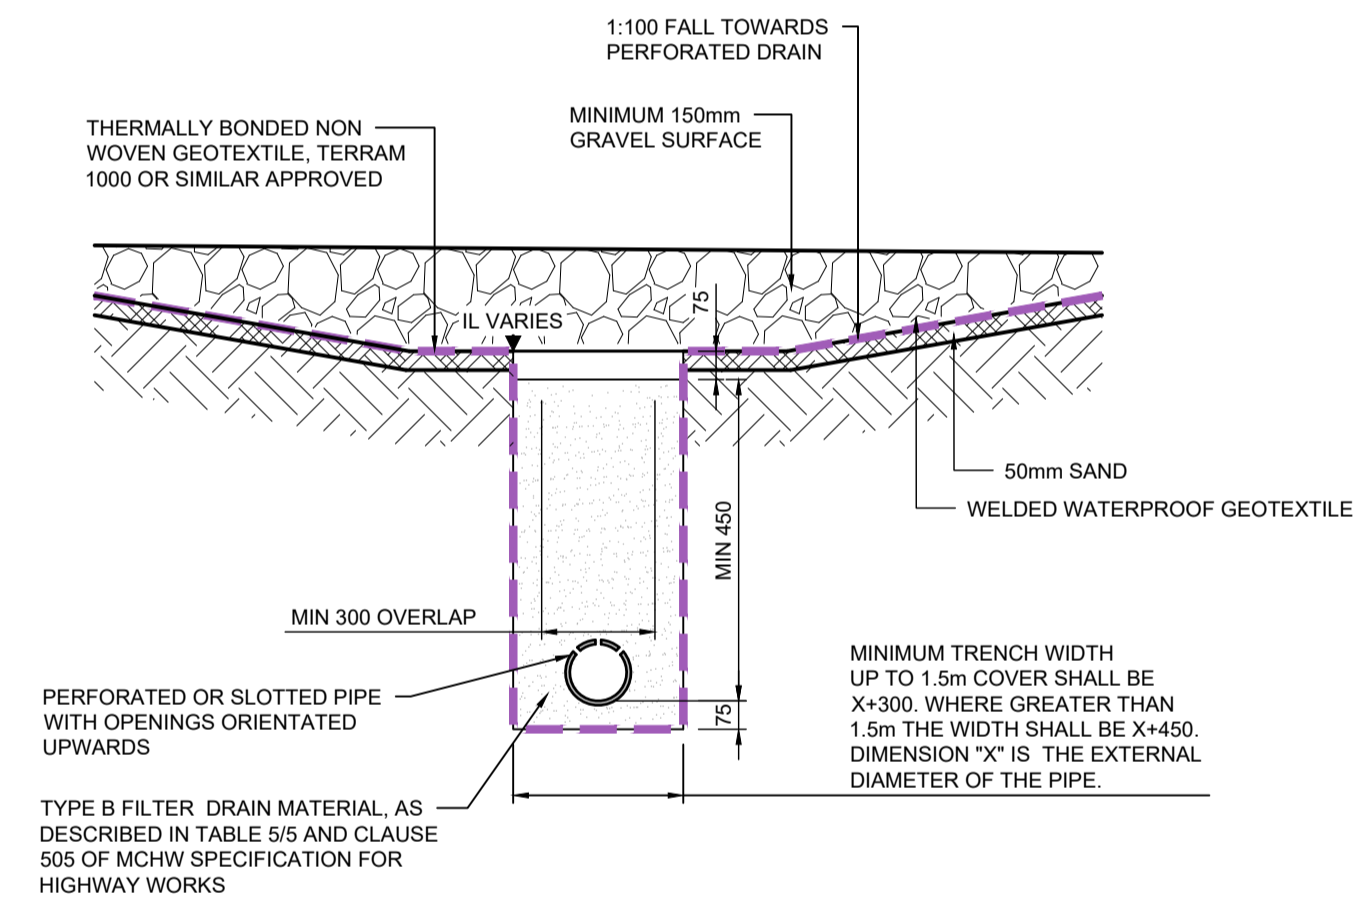 1:100 FALL TOWARDS
PERFORATED DRAIN
MINIMUM 150mm
GRAVEL SURFACE
THERMALLY BONDED NON
WOVEN GEOTEXTILE, TERRAM
1000 OR SIMILAR APPROVED
75
IL VARIES
50mm SAND
WELDED WATERPROOF GEOTEXTILE
MIN 450
MIN 300 OVERLAP
PERFORATED OR SLOTTED PIPE
WITH OPENINGS ORIENTATED
UPWARDS
75
MINIMUM TRENCH WIDTH
UP TO 1.5m COVER SHALL BE
X+300. WHERE GREATER THAN
1.5m THE WIDTH SHALL BE X+450.
DIMENSION "X" IS THE EXTERNAL
DIAMETER OF THE PIPE.
TYPE B FILTER DRAIN MATERIAL, AS
DESCRIBED IN TABLE 5/5 AND CLAUSE
505 OF MCHW SPECIFICATION FOR
HIGHWAY WORKS